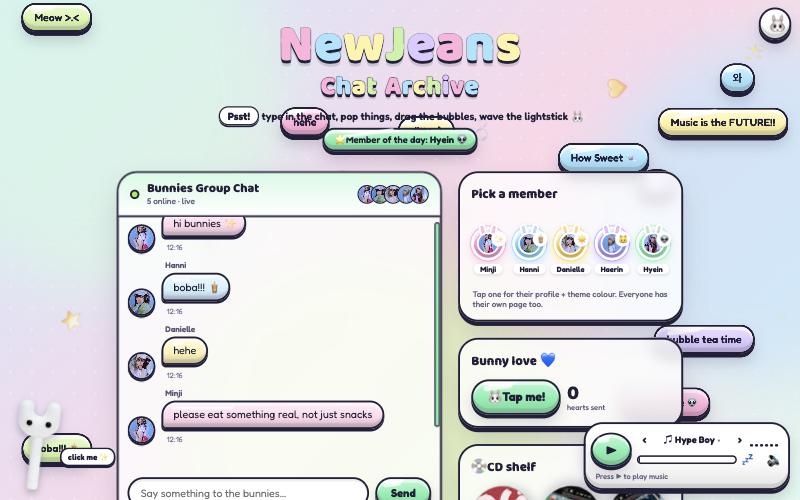 Meow >.<
NewJeans
Chat Archive
와
Psst!
type in the chat, pop things, drag the bubbles, wave the lightstick
hehe
Music is the FUTURE!!
Member of the day: Hyein
How Sweet
Bunnies Group Chat
5 online · live
hi bunnies
12:16
Hanni
boba!!!
12:16
Danielle
hehe
12:16
Minji
please eat something real, not just snacks
12:16
Say something to the bunnies...
Send
Pick a member
Minji
Hanni
Danielle
Haerin
Hyein
Tap one for their profile + theme colour. Everyone has
their own page too.
bubble tea time
Bunny love 💙
Tap me!
0
hearts sent
CD shelf
‹ 🎵 Hype Boy · ›
Press ▶ to play music
boba!!
click me ✨